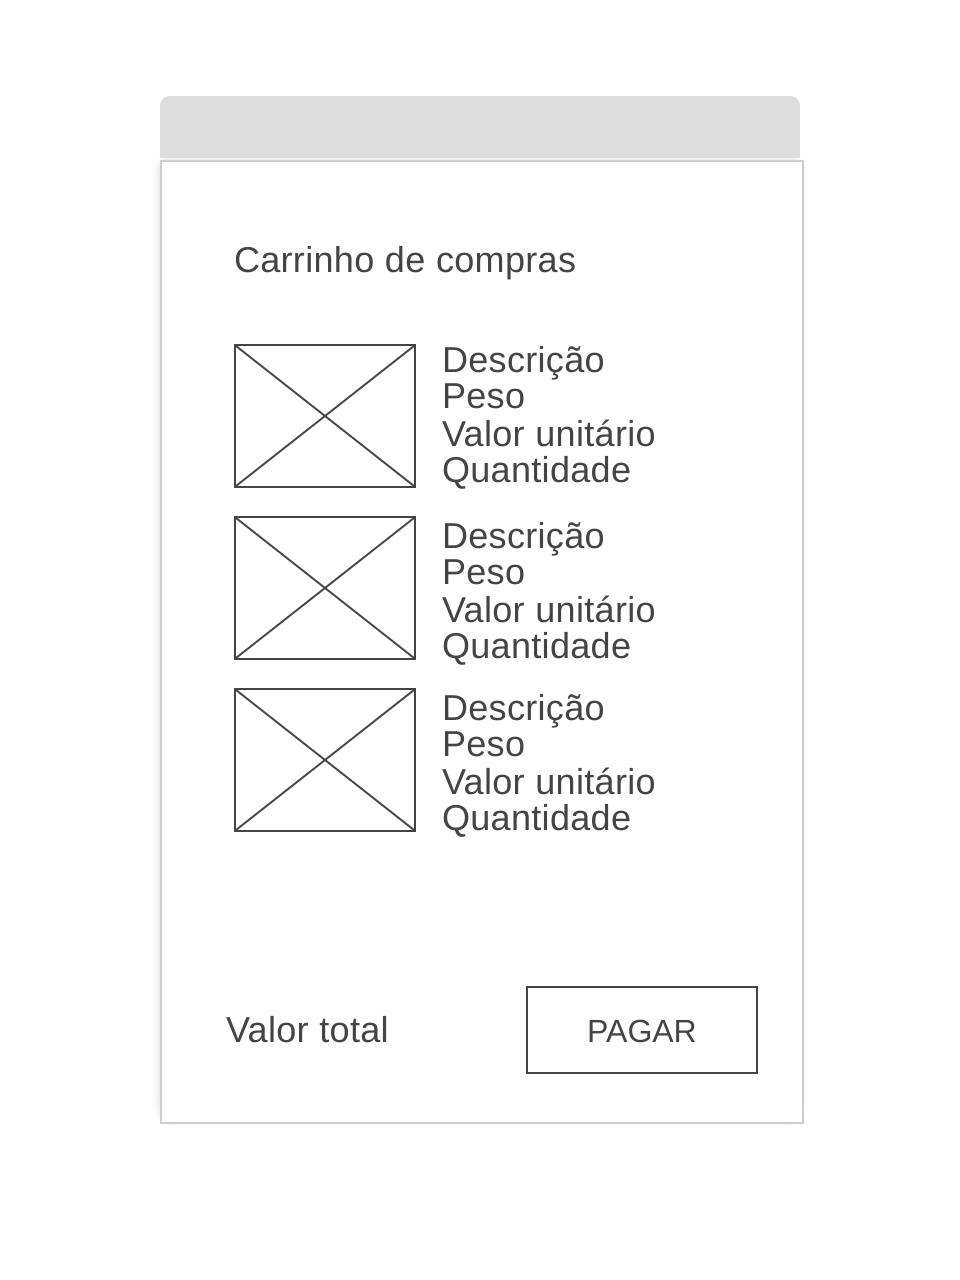 Carrinho de compras
Descrição
Peso
Valor unitário
Quantidade
Descrição
Peso
Valor unitário
Quantidade
Descrição
Peso
Valor unitário
Quantidade
Valor total
PAGAR